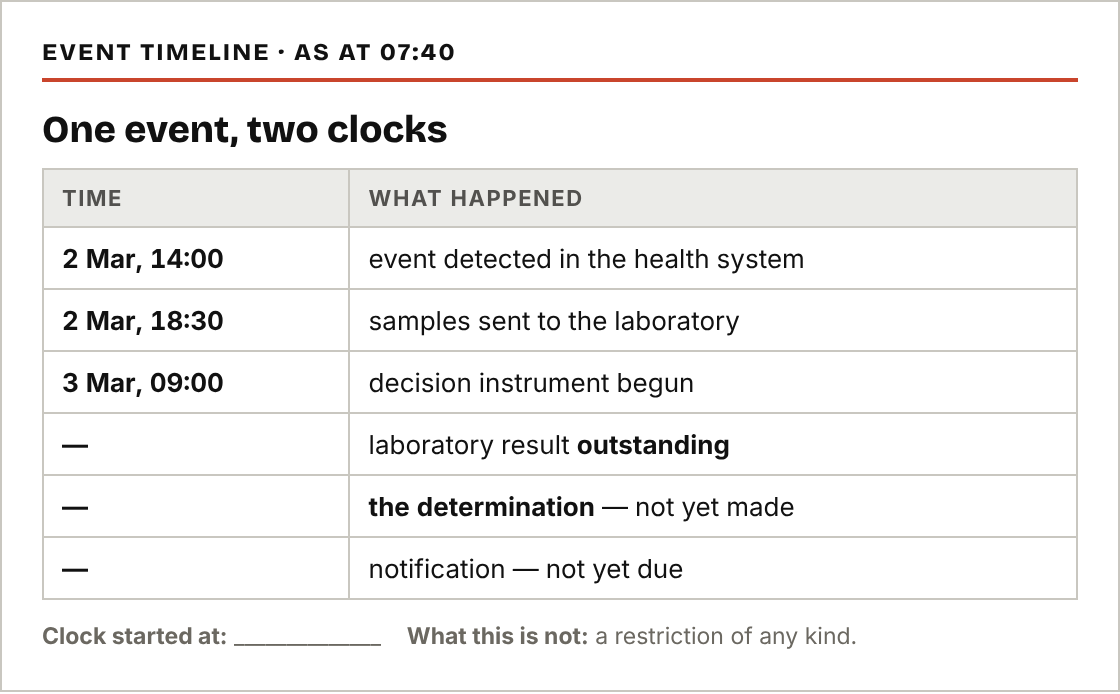 EVENT TIMELINE · AS AT 07:40
One event, two clocks
TIME WHAT HAPPENED
2 Mar, 14:00 event detected in the health system
2 Mar, 18:30 samples sent to the laboratory
3 Mar, 09:00 decision instrument begun
— laboratory result outstanding
— the determination — not yet made
— notification — not yet due
Clock started at: ____________ What this is not: a restriction of any kind.